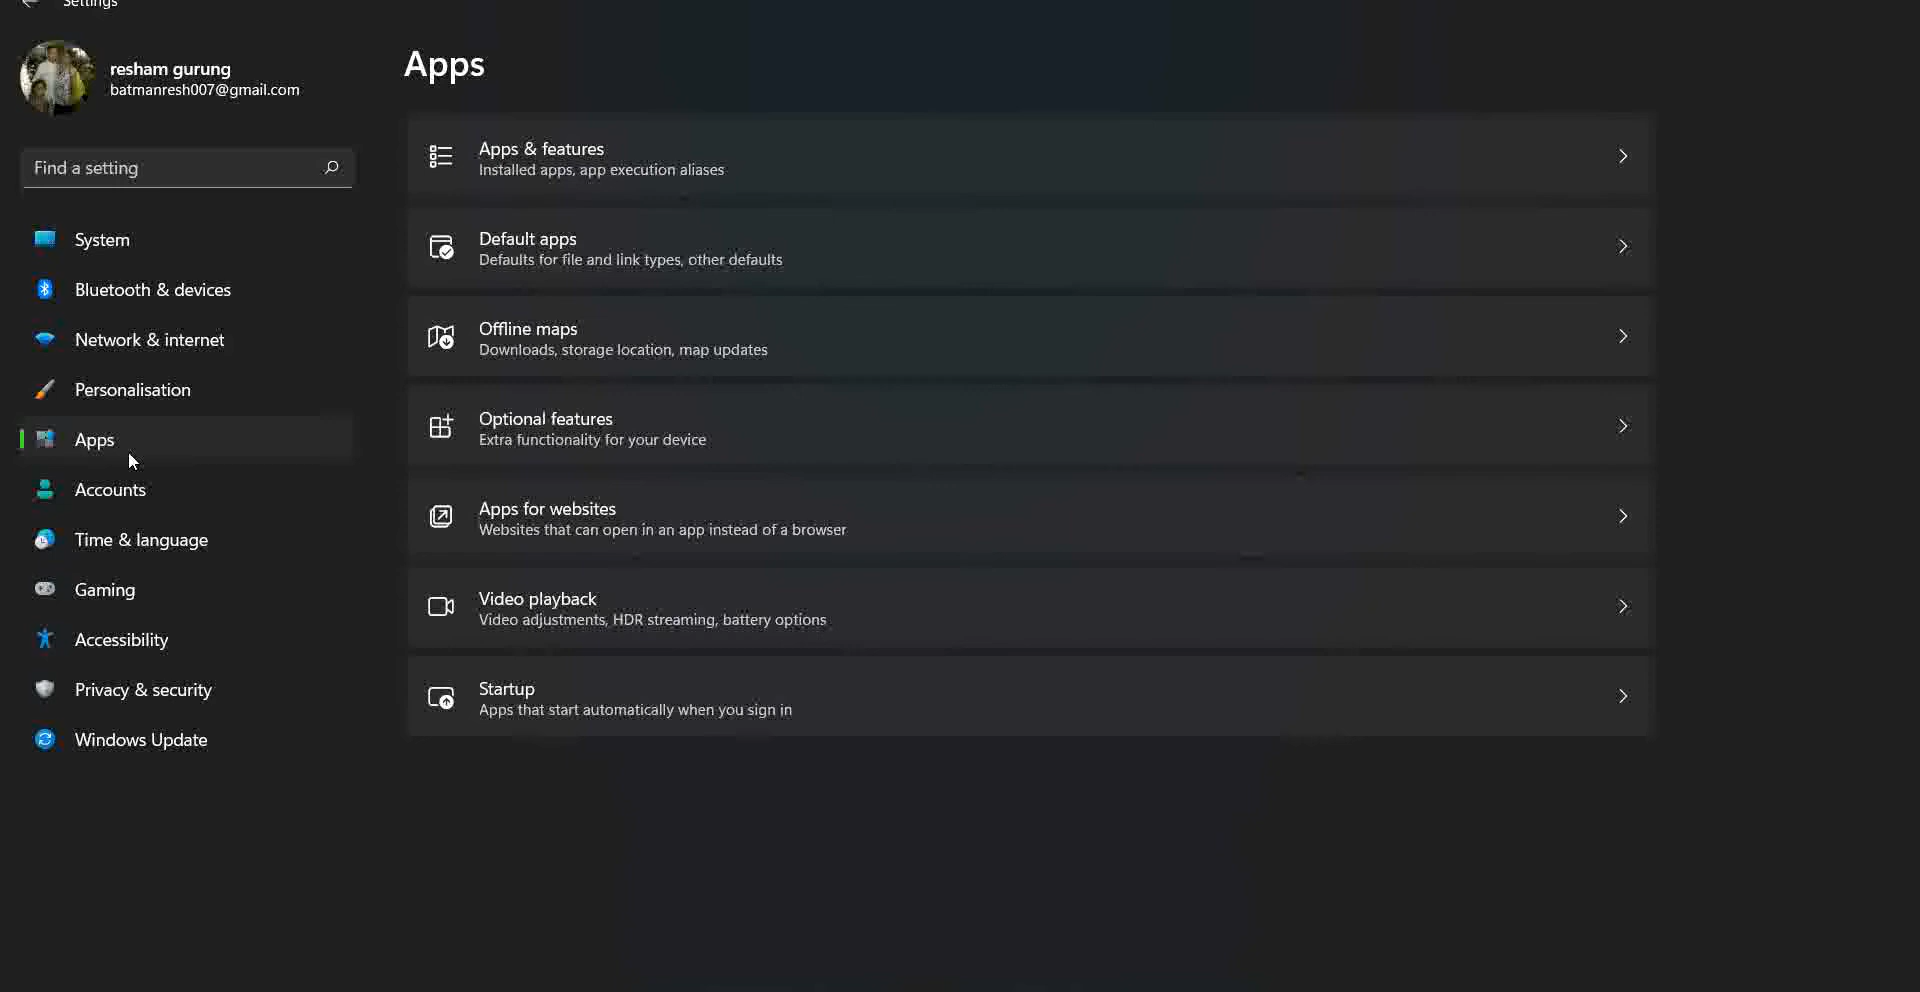 Settings
resham gurung
batmanresh007@gmail.com
Find a setting
System
Bluetooth & devices
Network & internet
Personalisation
Apps
Accounts
Time & language
Gaming
Accessibility
Privacy & security
Windows Update
Apps
Apps & features
Installed apps, app execution aliases
Default apps
Defaults for file and link types, other defaults
Offline maps
Downloads, storage location, map updates
Optional features
Extra functionality for your device
Apps for websites
Websites that can open in an app instead of a browser
Video playback
Video adjustments, HDR streaming, battery options
Startup
Apps that start automatically when you sign in